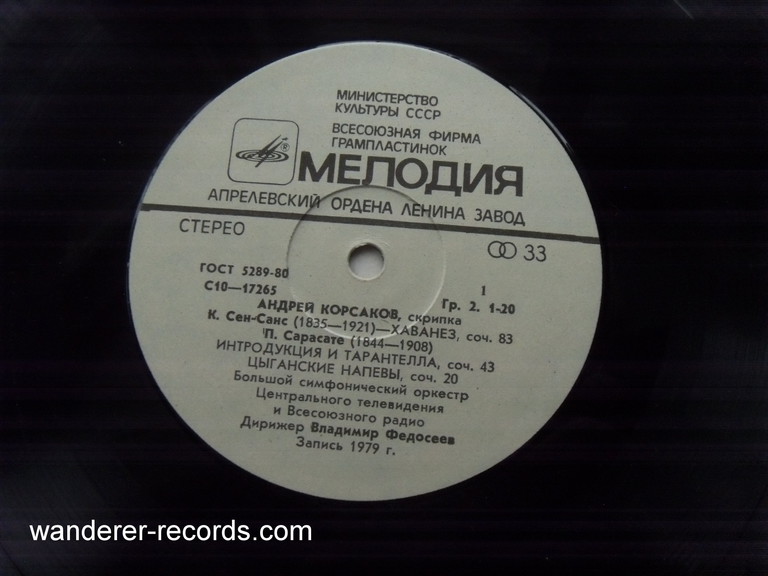 МИНИСТЕРСТВО
КУЛЬТУРЫ СССР
ВСЕСОЮЗНАЯ ФИРМА
ГРАМПЛАСТИНОК
®
МЕЛОДИЯ
АПРЕЛЕВСКИЙ ОРДЕНА ЛЕНИНА ЗАВОД
СТЕРЕО
33
ГОСТ 5289-80
С10—17265
1
Гр. 2. 1-20
АНДРЕЙ КОРСАКОВ, скрипка
К. Сен-Санс (1835—1921)—ХАВАНЕЗ, соч. 83
П. Сарасате (1844—1908)
ИНТРОДУКЦИЯ И ТАРАНТЕЛЛА, соч. 43
ЦЫГАНСКИЕ НАПЕВЫ, соч. 20
Большой симфонический оркестр
Центрального телевидения
и Всесоюзного радио
Дирижер Владимир Федосеев
Запись 1979 г.
wanderer-records.com